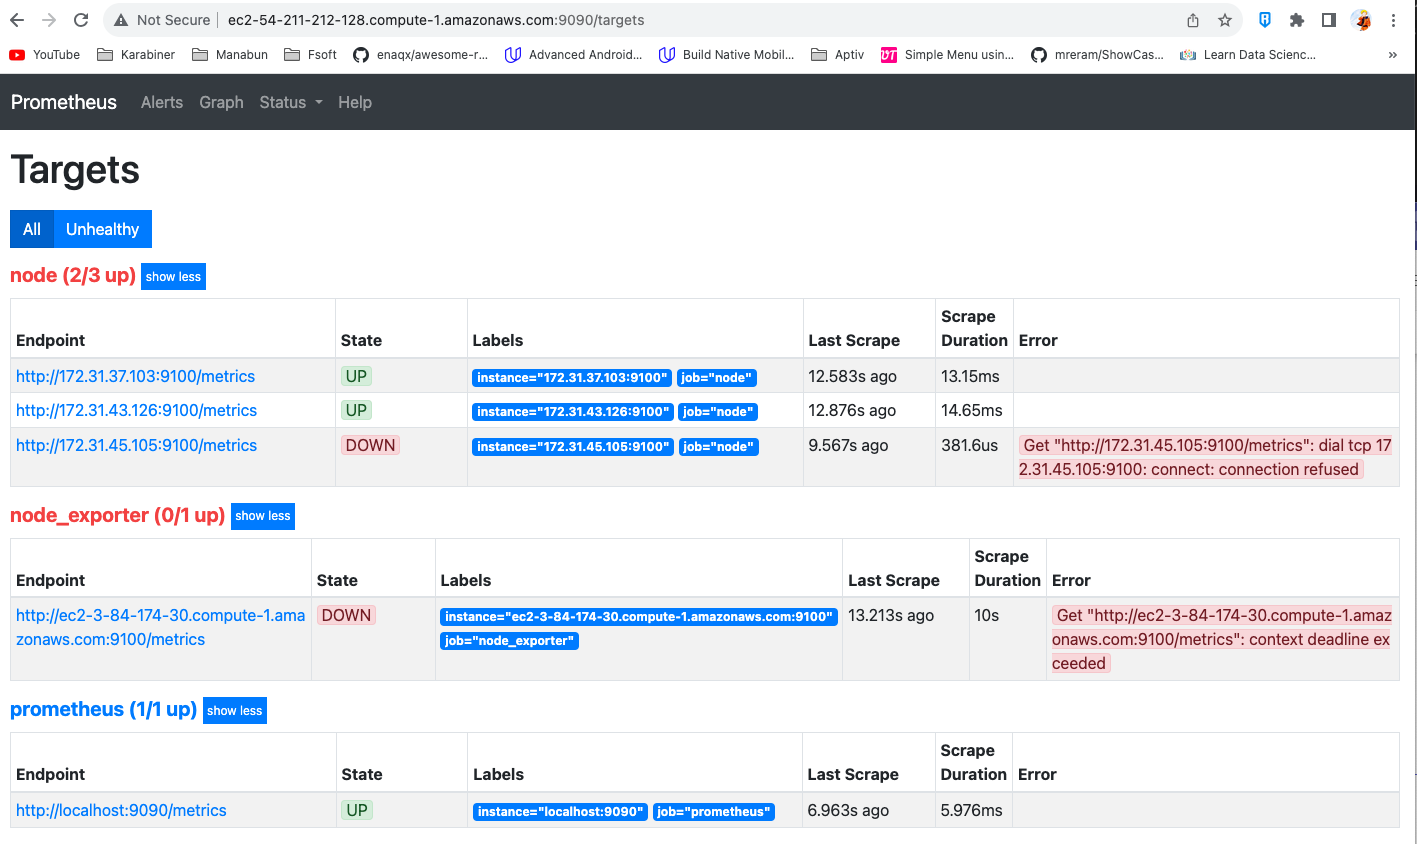 Not Secure
ec2-54-211-212-128.compute-1.amazonaws.com:9090/targets
YouTube Karabiner Manabun Fsoft enaqx/awesome-r... Advanced Android... Build Native Mobil... Aptiv UT Simple Menu usin... mreram/ShowCas... Learn Data Scienc... »
Prometheus Alerts Graph Status Help
Targets
All Unhealthy
node (2/3 up) show less
Endpoint State Labels Last Scrape Scrape Duration Error
http://172.31.37.103:9100/metrics UP instance="172.31.37.103:9100" job="node" 12.583s ago 13.15ms
http://172.31.43.126:9100/metrics UP instance="172.31.43.126:9100" job="node" 12.876s ago 14.65ms
http://172.31.45.105:9100/metrics DOWN instance="172.31.45.105:9100" job="node" 9.567s ago 381.6us Get "http://172.31.45.105:9100/metrics": dial tcp 17
2.31.45.105:9100: connect: connection refused
node_exporter (0/1 up) show less
Endpoint State Labels Last Scrape Scrape Duration Error
http://ec2-3-84-174-30.compute-1.ama DOWN instance="ec2-3-84-174-30.compute-1.amazonaws.com:9100" 13.213s ago 10s Get "http://ec2-3-84-174-30.compute-1.amaz
zonaws.com:9100/metrics job="node_exporter" onaws.com:9100/metrics": context deadline ex
ceeded
prometheus (1/1 up) show less
Endpoint State Labels Last Scrape Scrape Duration Error
http://localhost:9090/metrics UP instance="localhost:9090" job="prometheus" 6.963s ago 5.976ms